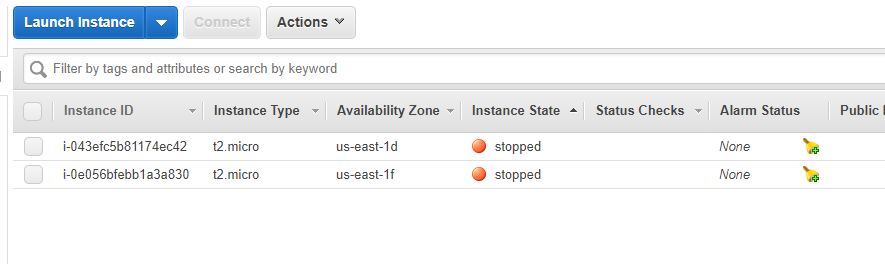 Launch Instance Connect Actions
Filter by tags and attributes or search by keyword
Instance ID Instance Type Availability Zone Instance State Status Checks Alarm Status Public
i-043efc5b81174ec42 t2.micro us-east-1d stopped None
i-0e056bfebb1a3a830 t2.micro us-east-1f stopped None